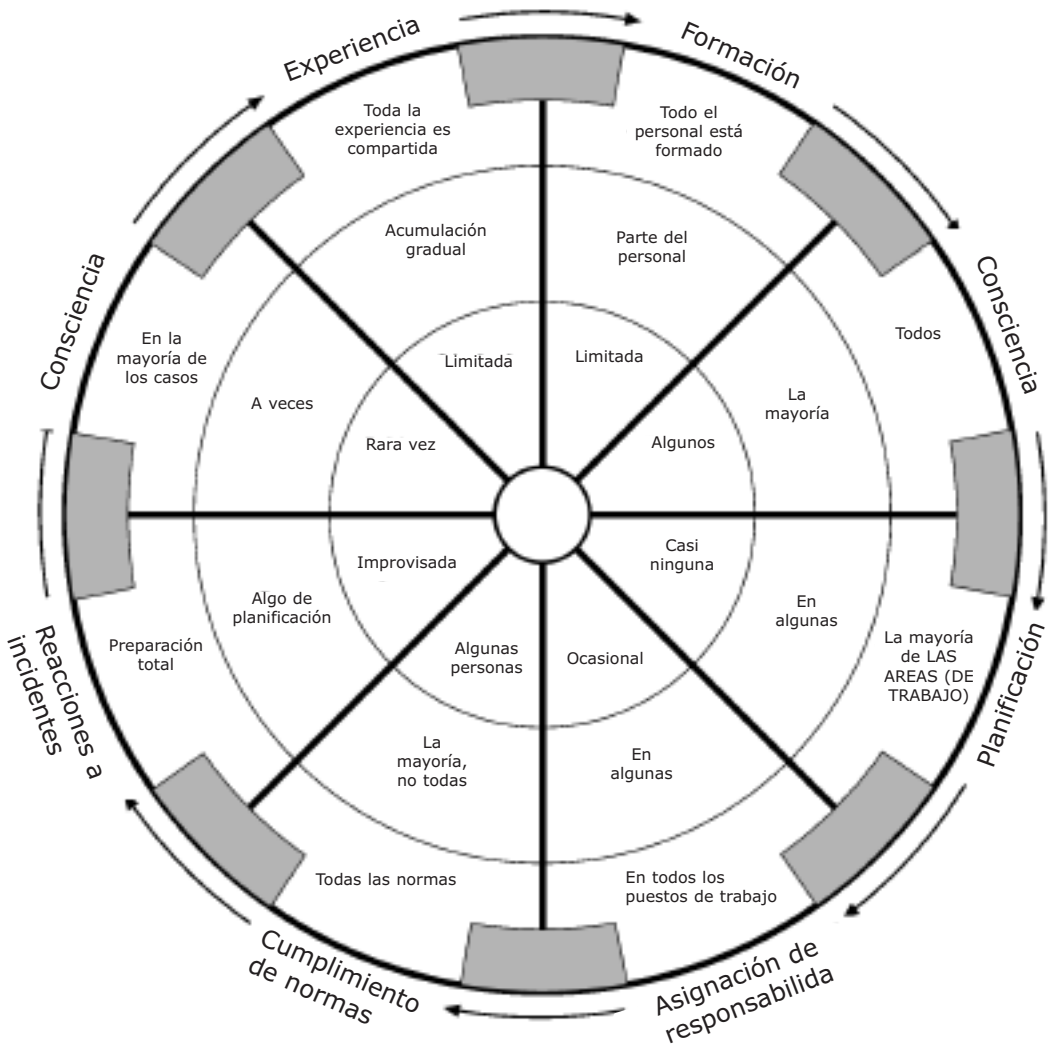 Experiencia
Formación
Toda la
experiencia es
compartida
Todo el
personal está
formado
Acumulación
gradual
Parte del
personal
Consciencia
Consciencia
En la
mayoría de
los casos
Todos
Limitada
Limitada
A veces
La
mayoría
Rara vez
Algunos
Improvisada
Casi
ninguna
Algo de
planificación
En
algunas
Preparación
total
Algunas
personas
Ocasional
La mayoría
de LAS
AREAS (DE
TRABAJO)
Reacciones a
incidentes
Planificación
La
mayoría,
no todas
En
algunas
Todas las normas
En todos los
puestos de trabajo
Cumplimiento
de normas
Asignación de
responsabilida